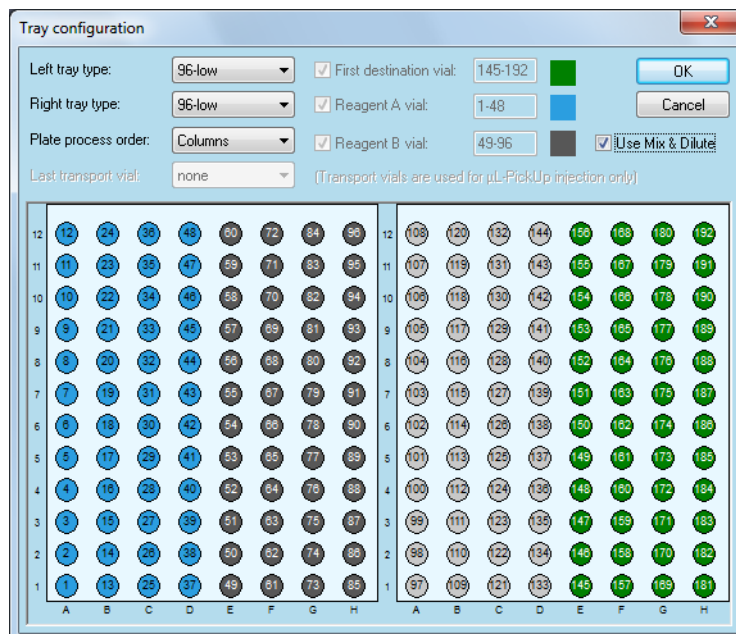 Tray configuration
Left tray type: 96-low First destination vial: 145-192 OK
Right tray type: 96-low Reagent A vial: 1-48 Cancel
Plate process order: Columns Reagent B vial: 49-96 Use Mix & Dilute
Last transport vial: none (Transport vials are used for µL-PickUp injection only)
12 12 24 36 48 60 72 84 96 12 108 120 132 144 156 168 180 192
11 11 23 35 47 59 71 83 95 11 107 119 131 143 155 167 179 191
10 10 22 34 46 58 70 82 94 10 106 118 130 142 154 166 178 190
9 9 21 33 45 57 69 81 93 9 105 117 129 141 153 165 177 189
8 8 20 32 44 56 68 80 92 8 104 116 128 140 152 164 176 188
7 7 19 31 43 55 67 79 91 7 103 115 127 139 151 163 175 187
6 6 18 30 42 54 66 78 90 6 102 114 126 138 150 162 174 186
5 5 17 29 41 53 65 77 89 5 101 113 125 137 149 161 173 185
4 4 16 28 40 52 64 76 88 4 100 112 124 136 148 160 172 184
3 3 15 27 39 51 63 75 87 3 99 111 123 135 147 159 171 183
2 2 14 26 38 50 62 74 86 2 98 110 122 134 146 158 170 182
1 1 13 25 37 49 61 73 85 1 97 109 121 133 145 157 169 181
A B C D E F G H A B C D E F G H